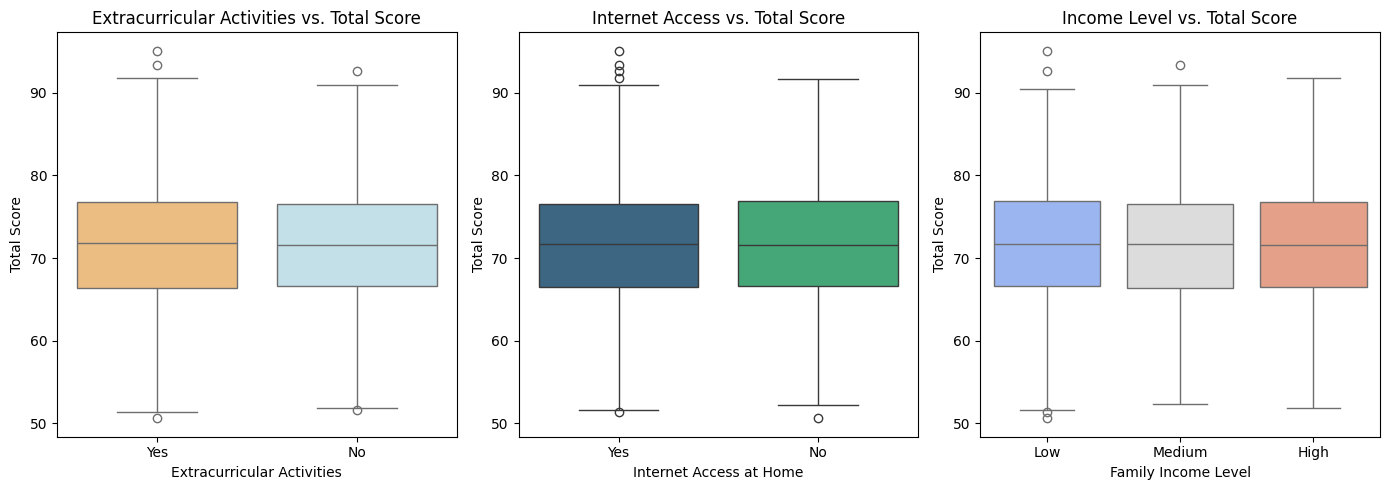 Extracurricular Activities vs. Total Score
Total Score
90
80
70
60
50
Yes
No
Extracurricular Activities
Internet Access vs. Total Score
Total Score
90
80
70
60
50
Yes
No
Internet Access at Home
Income Level vs. Total Score
Total Score
90
80
70
60
50
Low
Medium
High
Family Income Level